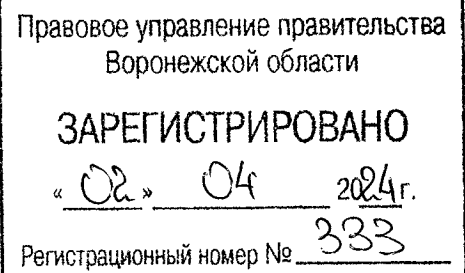 Правовое управление правительства
Воронежской области
ЗАРЕГИСТРИРОВАНО
« 02 » 04 2024 г.
Регистрационный номер № 333